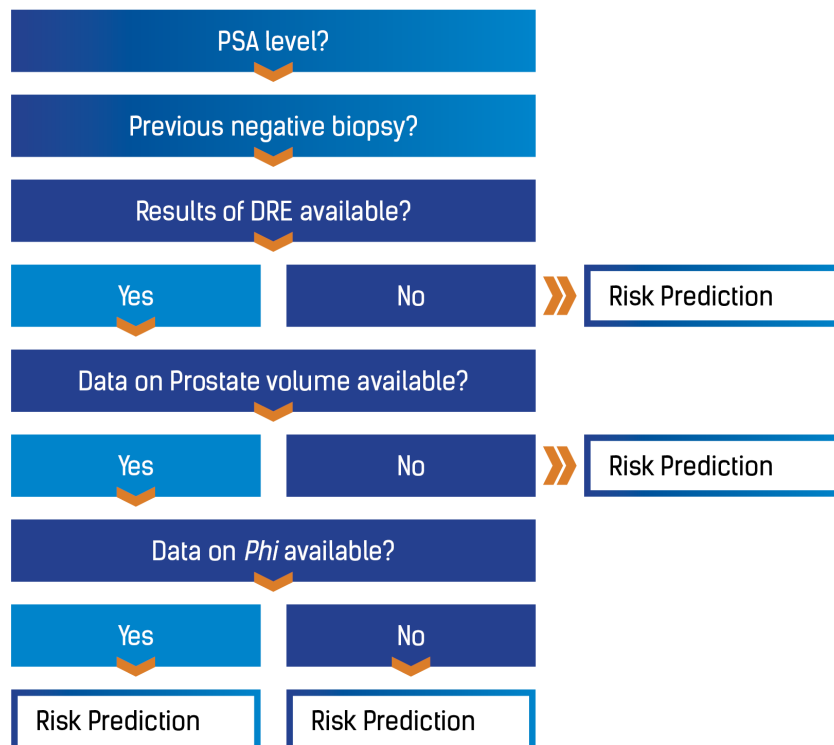 PSA level?
Previous negative biopsy?
Results of DRE available?
Yes
No
Risk Prediction
Data on Prostate volume available?
Yes
No
Risk Prediction
Data on Phi available?
Yes
No
Risk Prediction
Risk Prediction